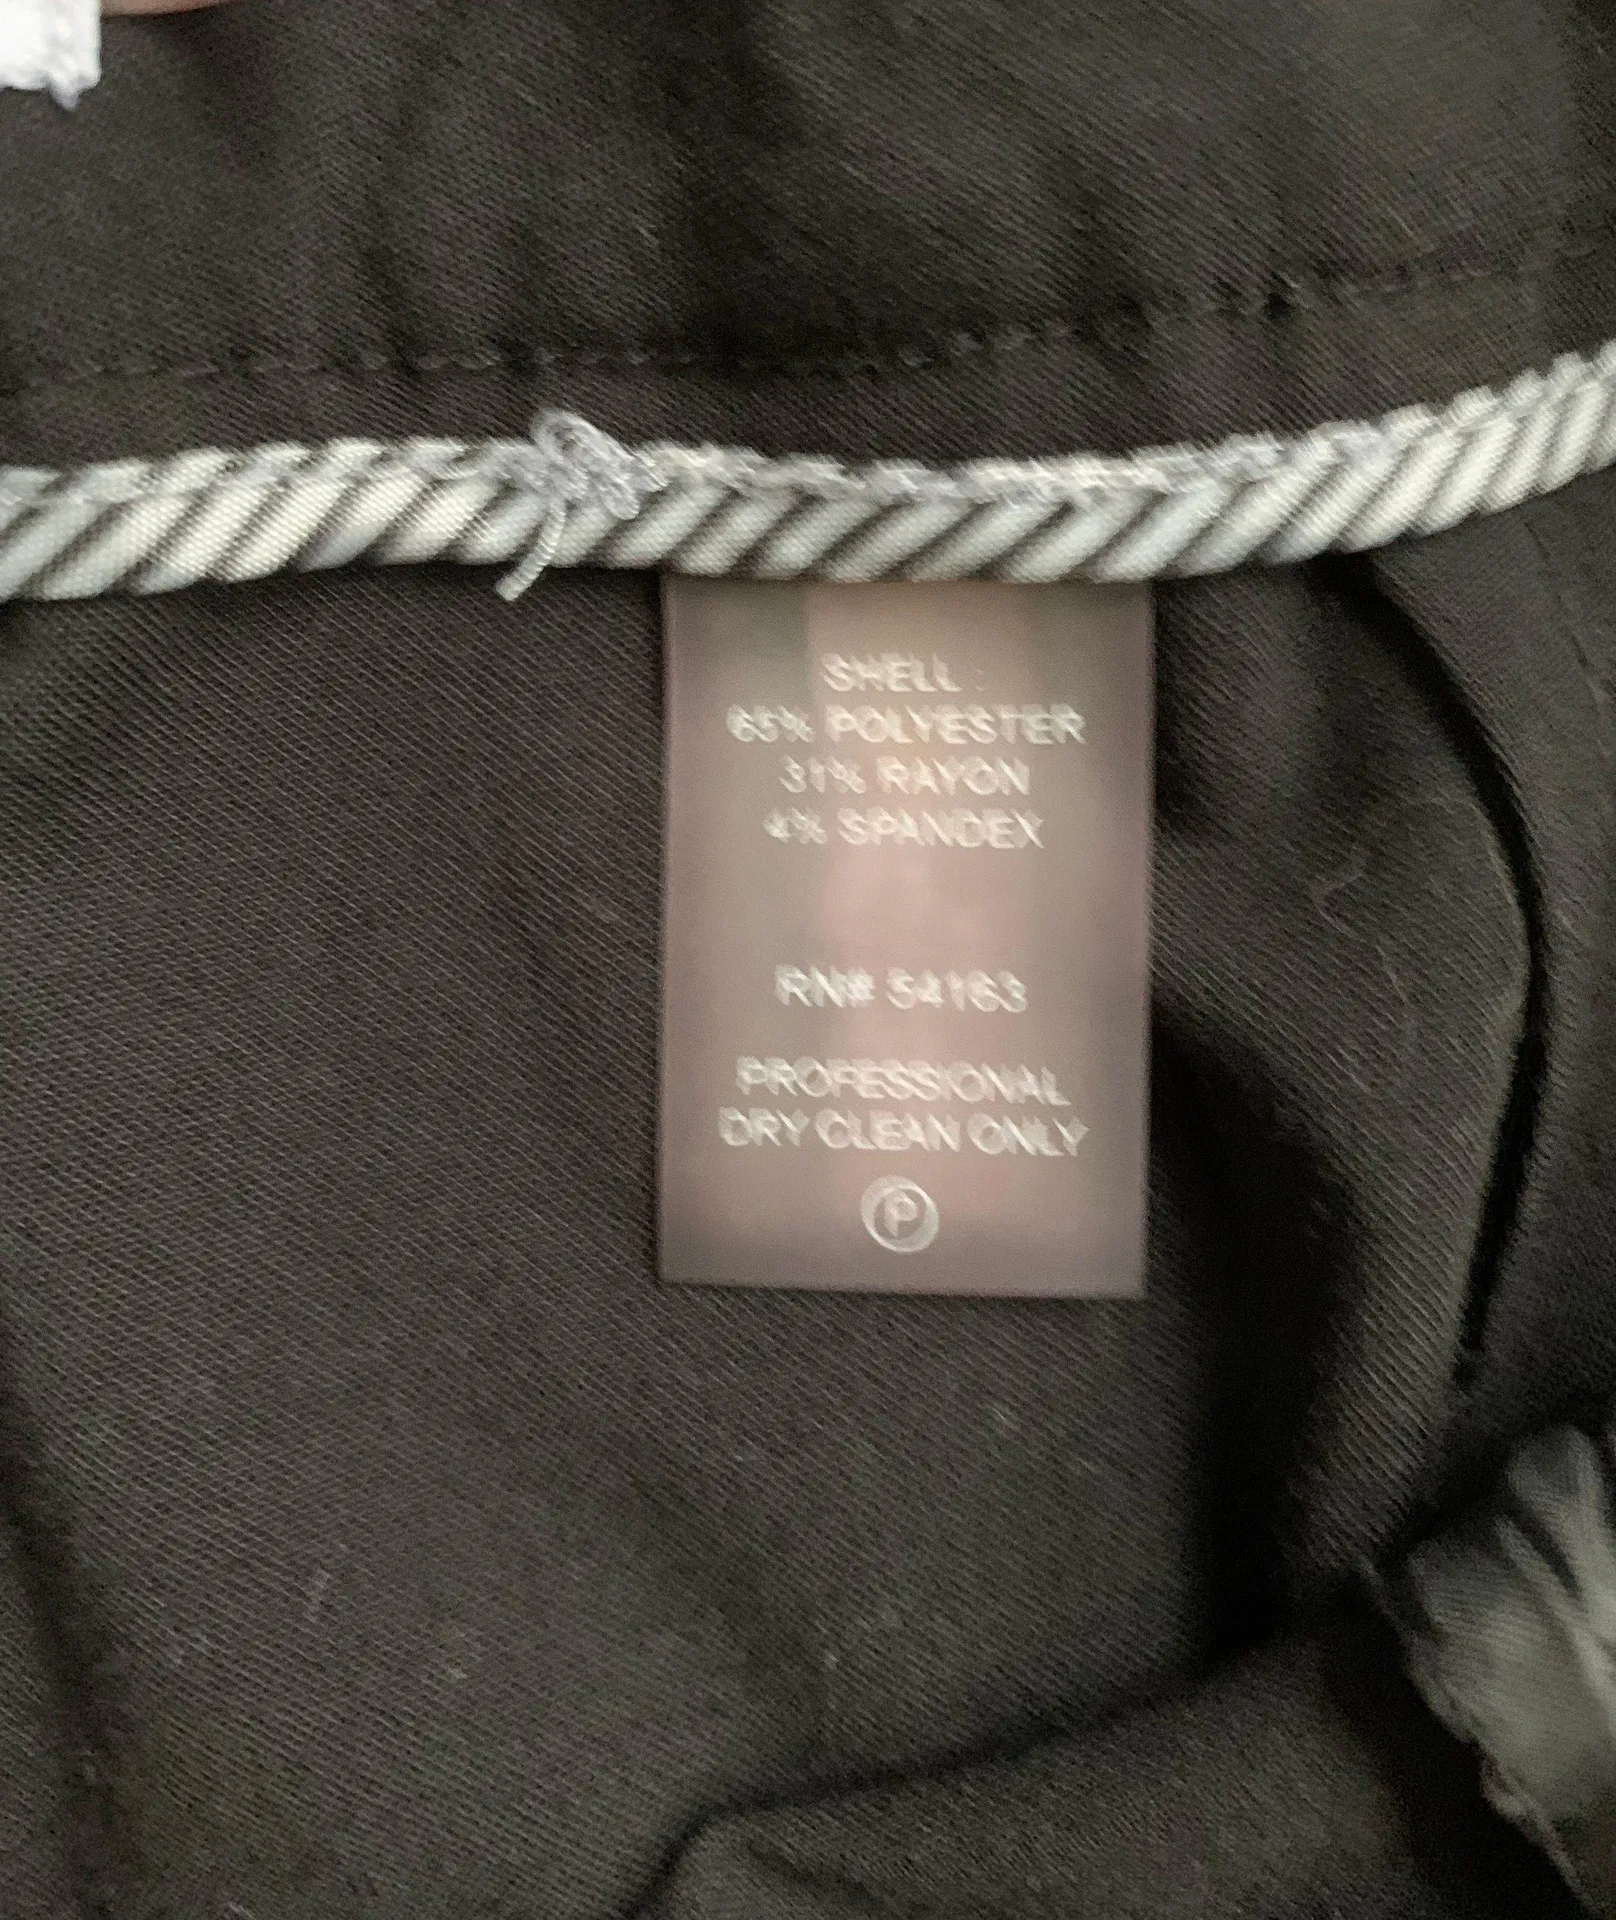 SHELL :
65% POLYESTER
31% RAYON
4% SPANDEX
RN# 54163
PROFESSIONAL
DRY CLEAN ONLY
P